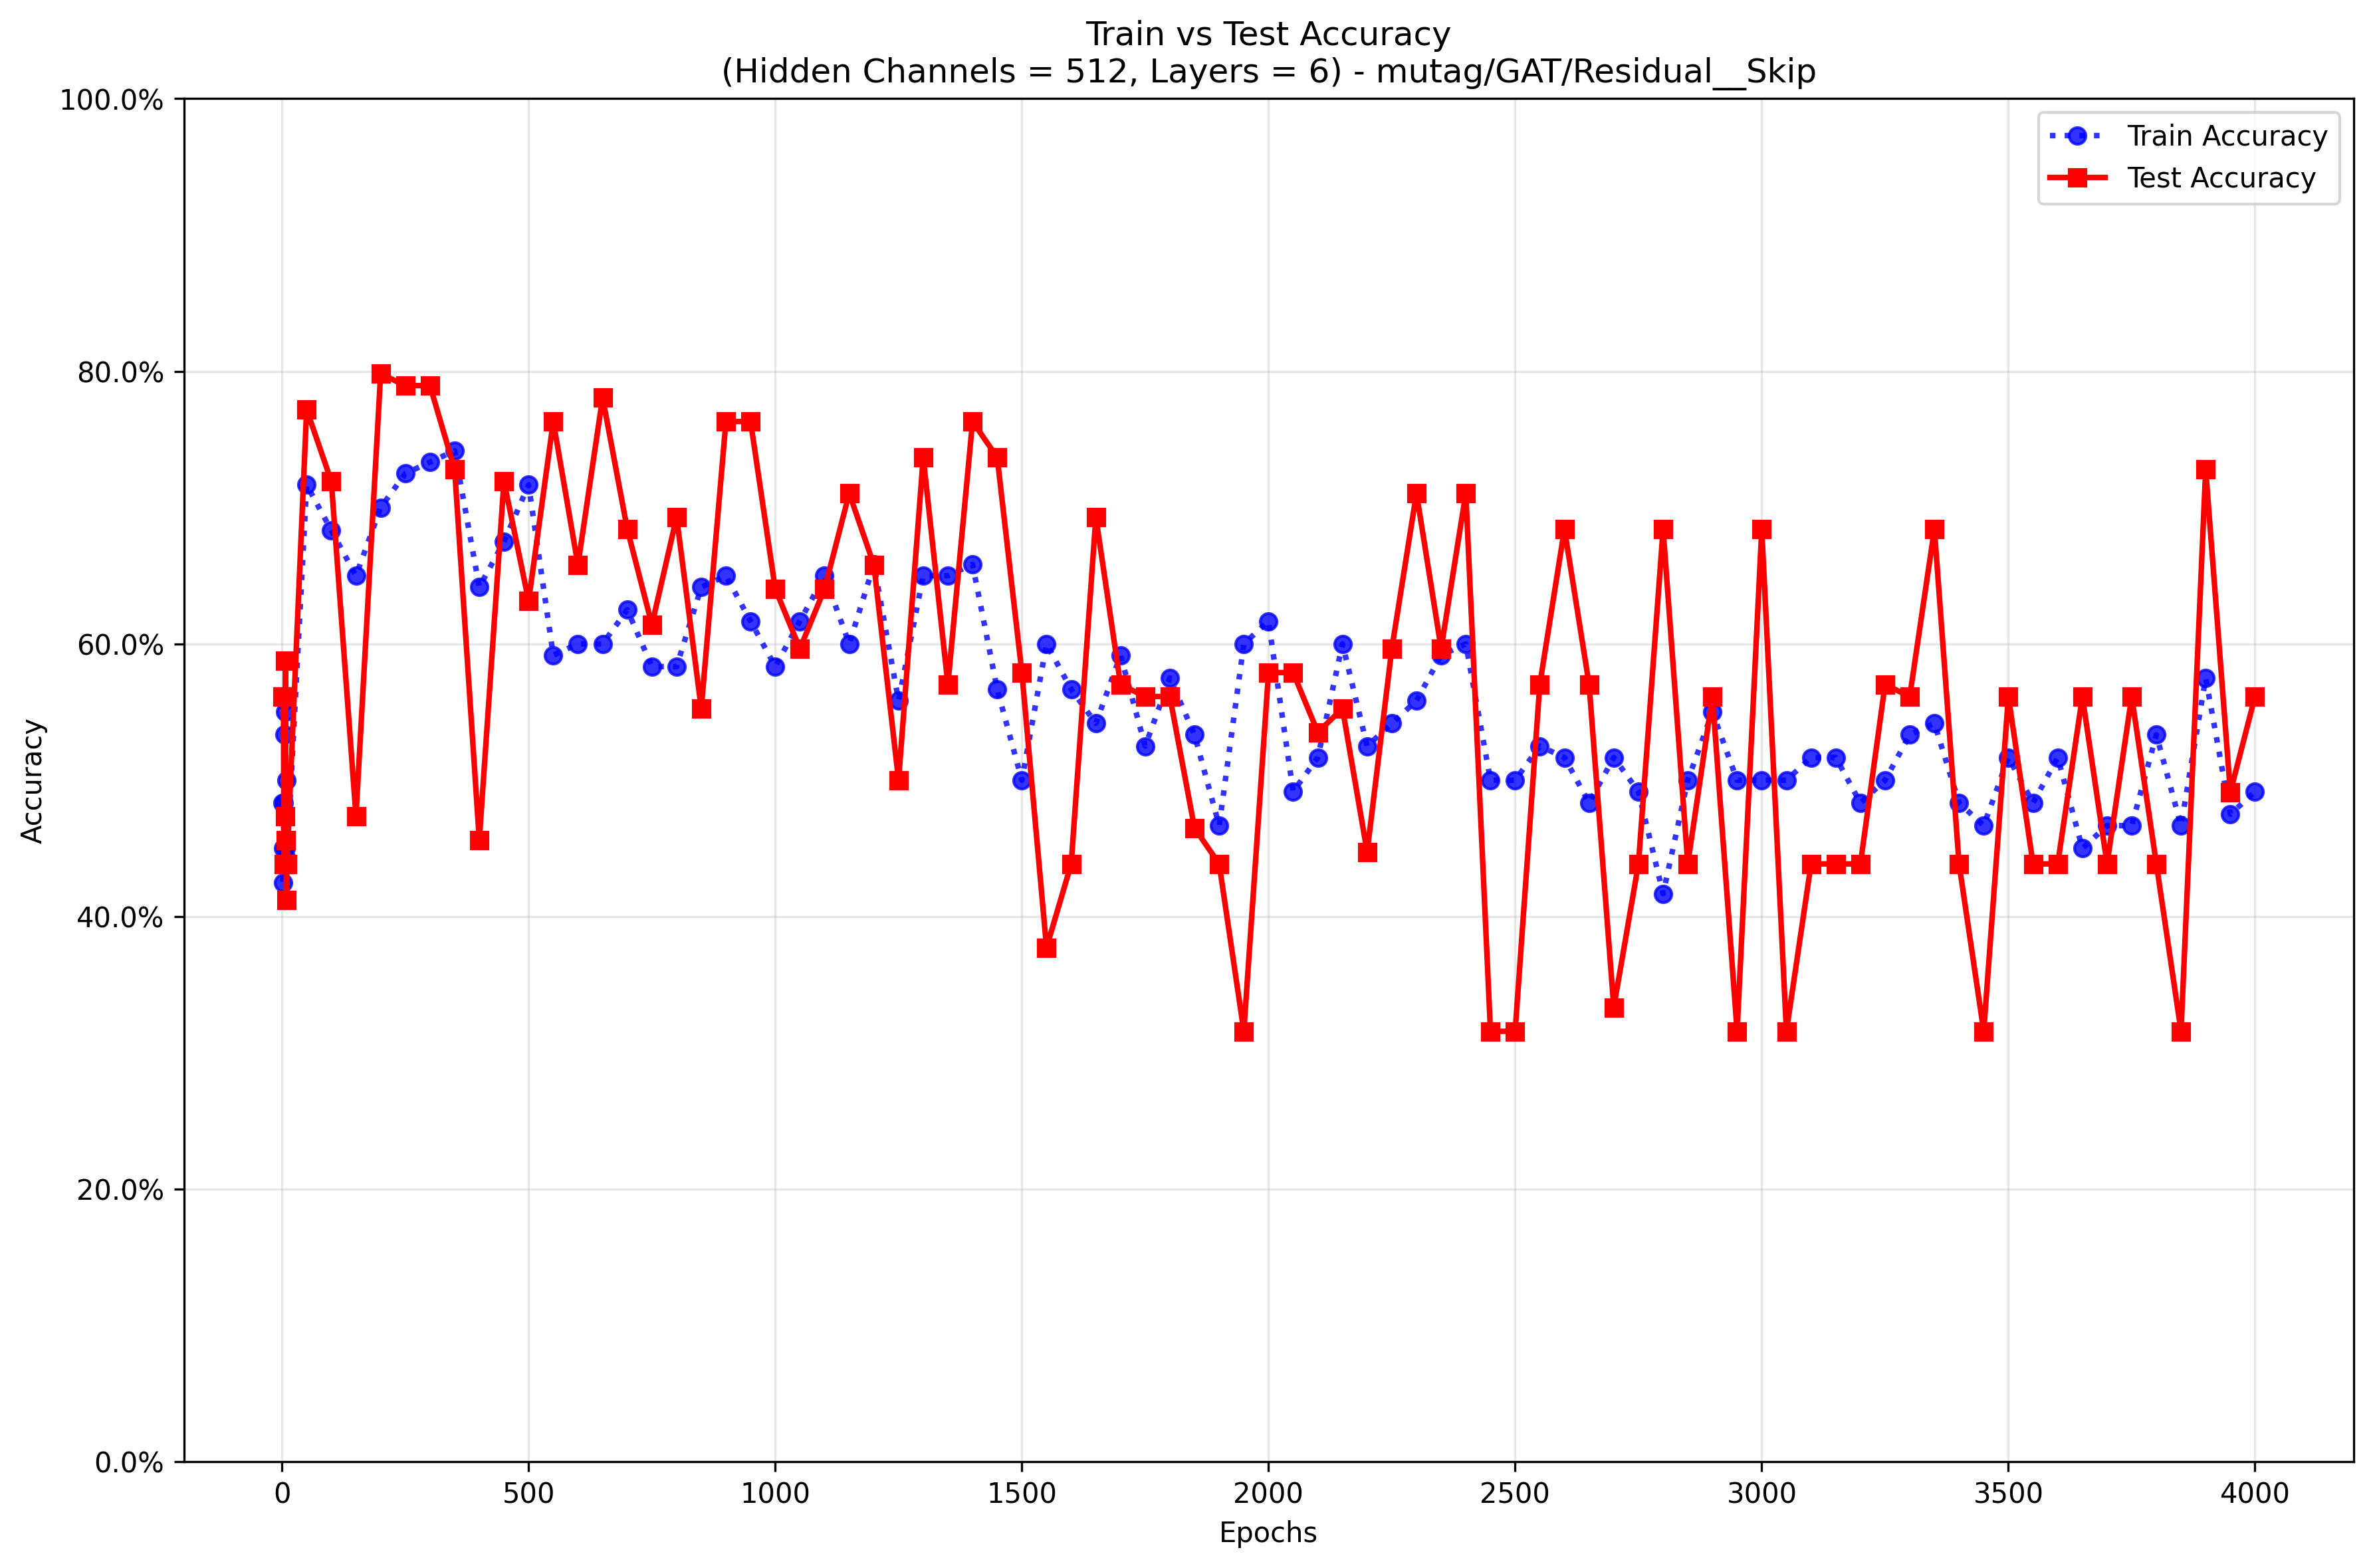 Train vs Test Accuracy
(Hidden Channels = 512, Layers = 6) - mutag/GAT/Residual__Skip
100.0%
80.0%
60.0%
40.0%
20.0%
0.0%
Accuracy
Train Accuracy
Test Accuracy
0 500 1000 1500 2000 2500 3000 3500 4000
Epochs